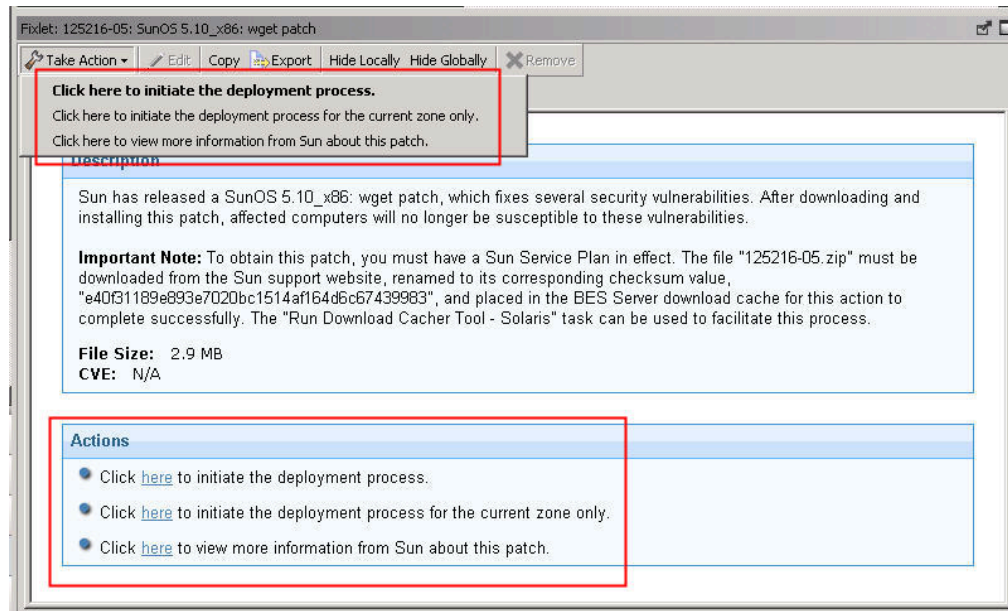 Fixlet: 125216-05: SunOS 5.10_x86: wget patch
Take Action Edit Copy Export Hide Locally Hide Globally Remove
Click here to initiate the deployment process.
Click here to initiate the deployment process for the current zone only.
Click here to view more information from Sun about this patch.
Description
Sun has released a SunOS 5.10_x86: wget patch, which fixes several security vulnerabilities. After downloading and
installing this patch, affected computers will no longer be susceptible to these vulnerabilities.
Important Note: To obtain this patch, you must have a Sun Service Plan in effect. The file "125216-05.zip" must be
downloaded from the Sun support website, renamed to its corresponding checksum value,
"e40f31189e893e7020bc1514af164d6c67439983", and placed in the BES Server download cache for this action to
complete successfully. The "Run Download Cacher Tool - Solaris" task can be used to facilitate this process.
File Size: 2.9 MB
CVE: N/A
Actions
Click here to initiate the deployment process.
Click here to initiate the deployment process for the current zone only.
Click here to view more information from Sun about this patch.